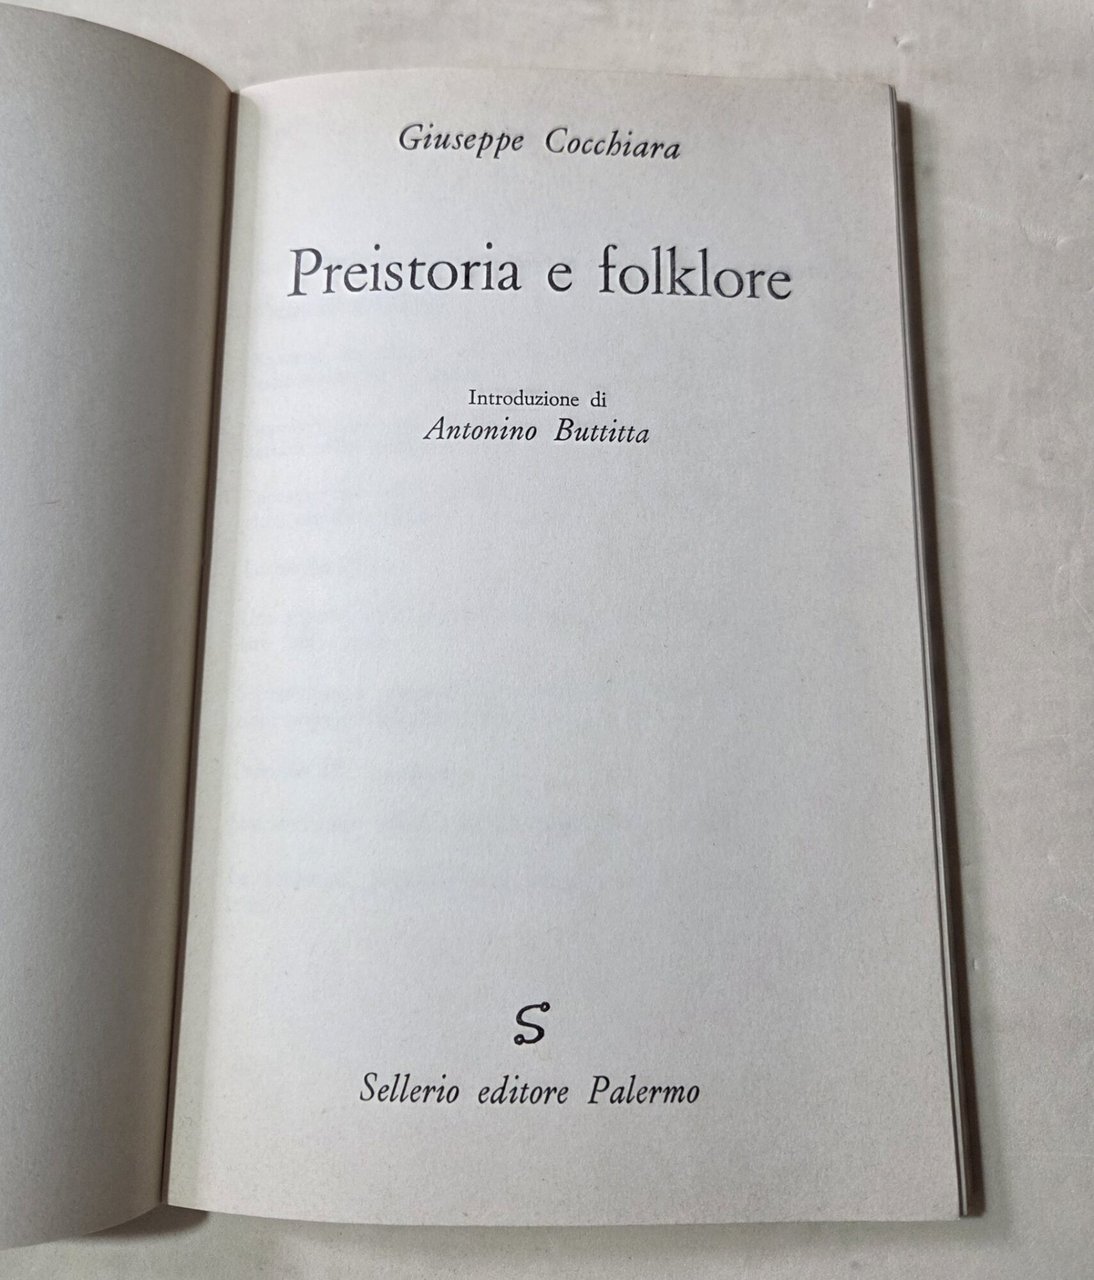 Giuseppe Cocchiara
Preistoria e folklore
Introduzione di
Antonino Buttitta
S
Sellerio editore Palermo